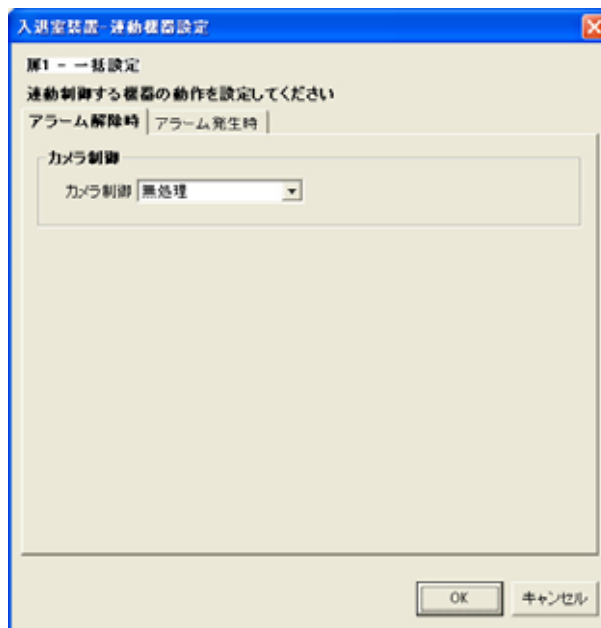 入退室装置-連動機器設定
扉1 - 一括設定
連動制御する機器の動作を設定してください
アラーム解除時 アラーム発生時
カメラ制御
カメラ制御 無処理
OK キャンセル